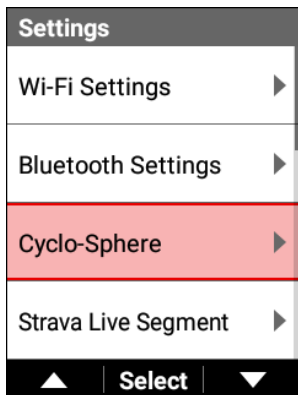 Settings
Wi-Fi Settings
Bluetooth Settings
Cyclo-Sphere
Strava Live Segment
Select